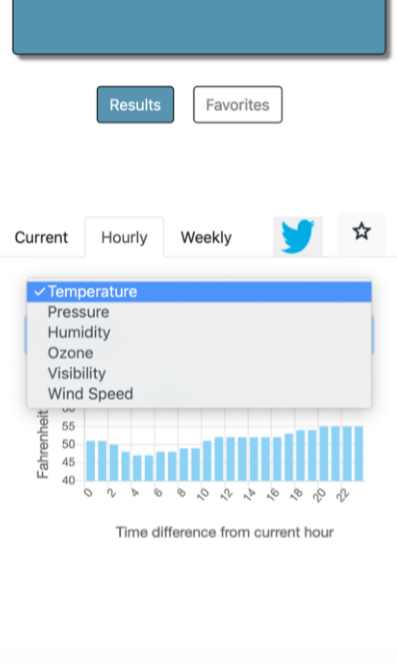 Results Favorites
Current Hourly Weekly
✓ Temperature
Pressure
Humidity
Ozone
Visibility
Wind Speed
Fahrenheit
55
50
45
40
0 2 4 6 8 10 12 14 16 18 20 22
Time difference from current hour